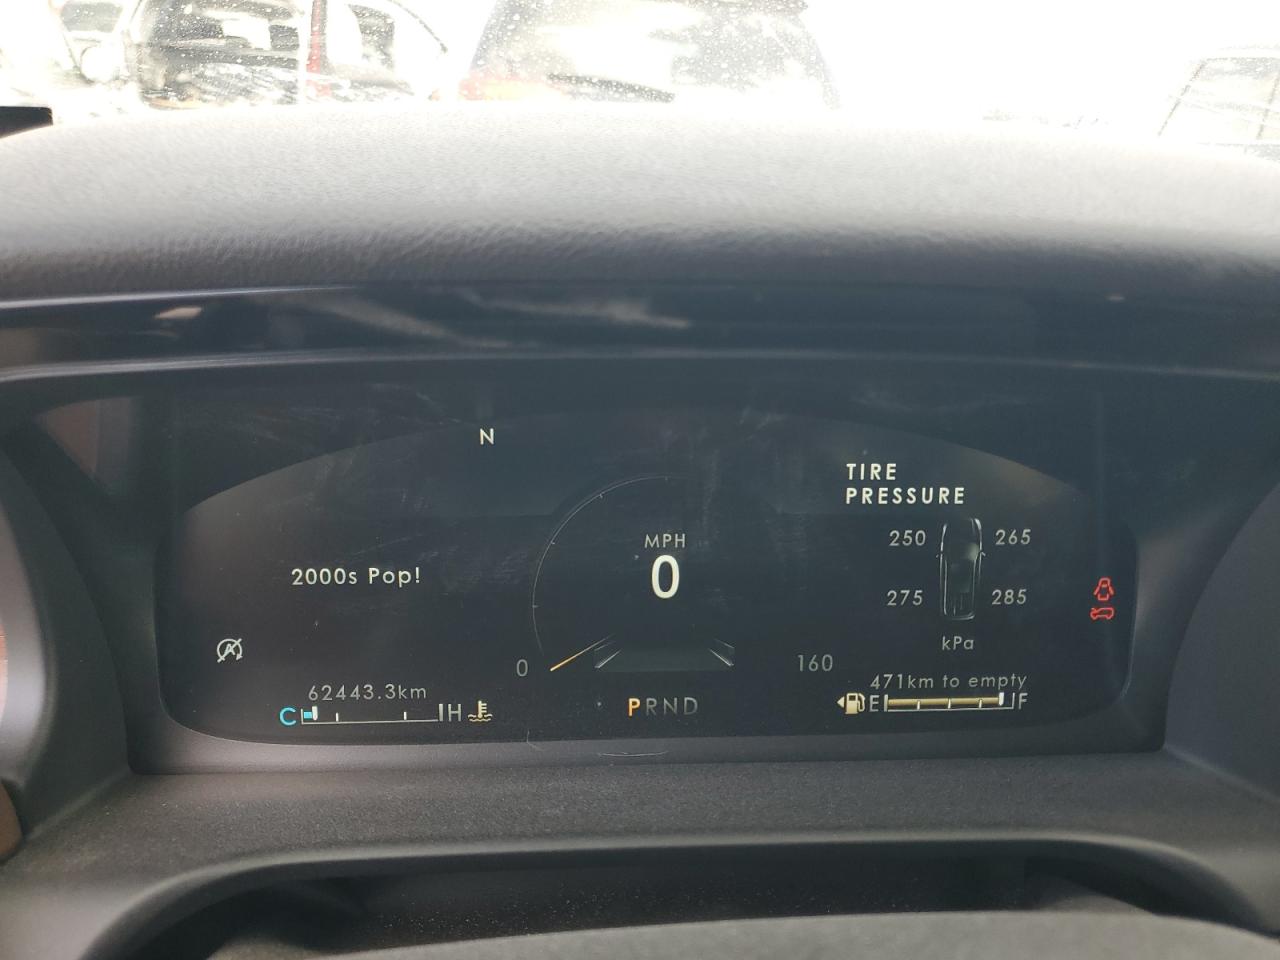 N
TIRE
PRESSURE
250 265
275 285
kPa
2000s Pop!
MPH
0
0 160
62443.3km
C H
PRND
471km to empty
E F